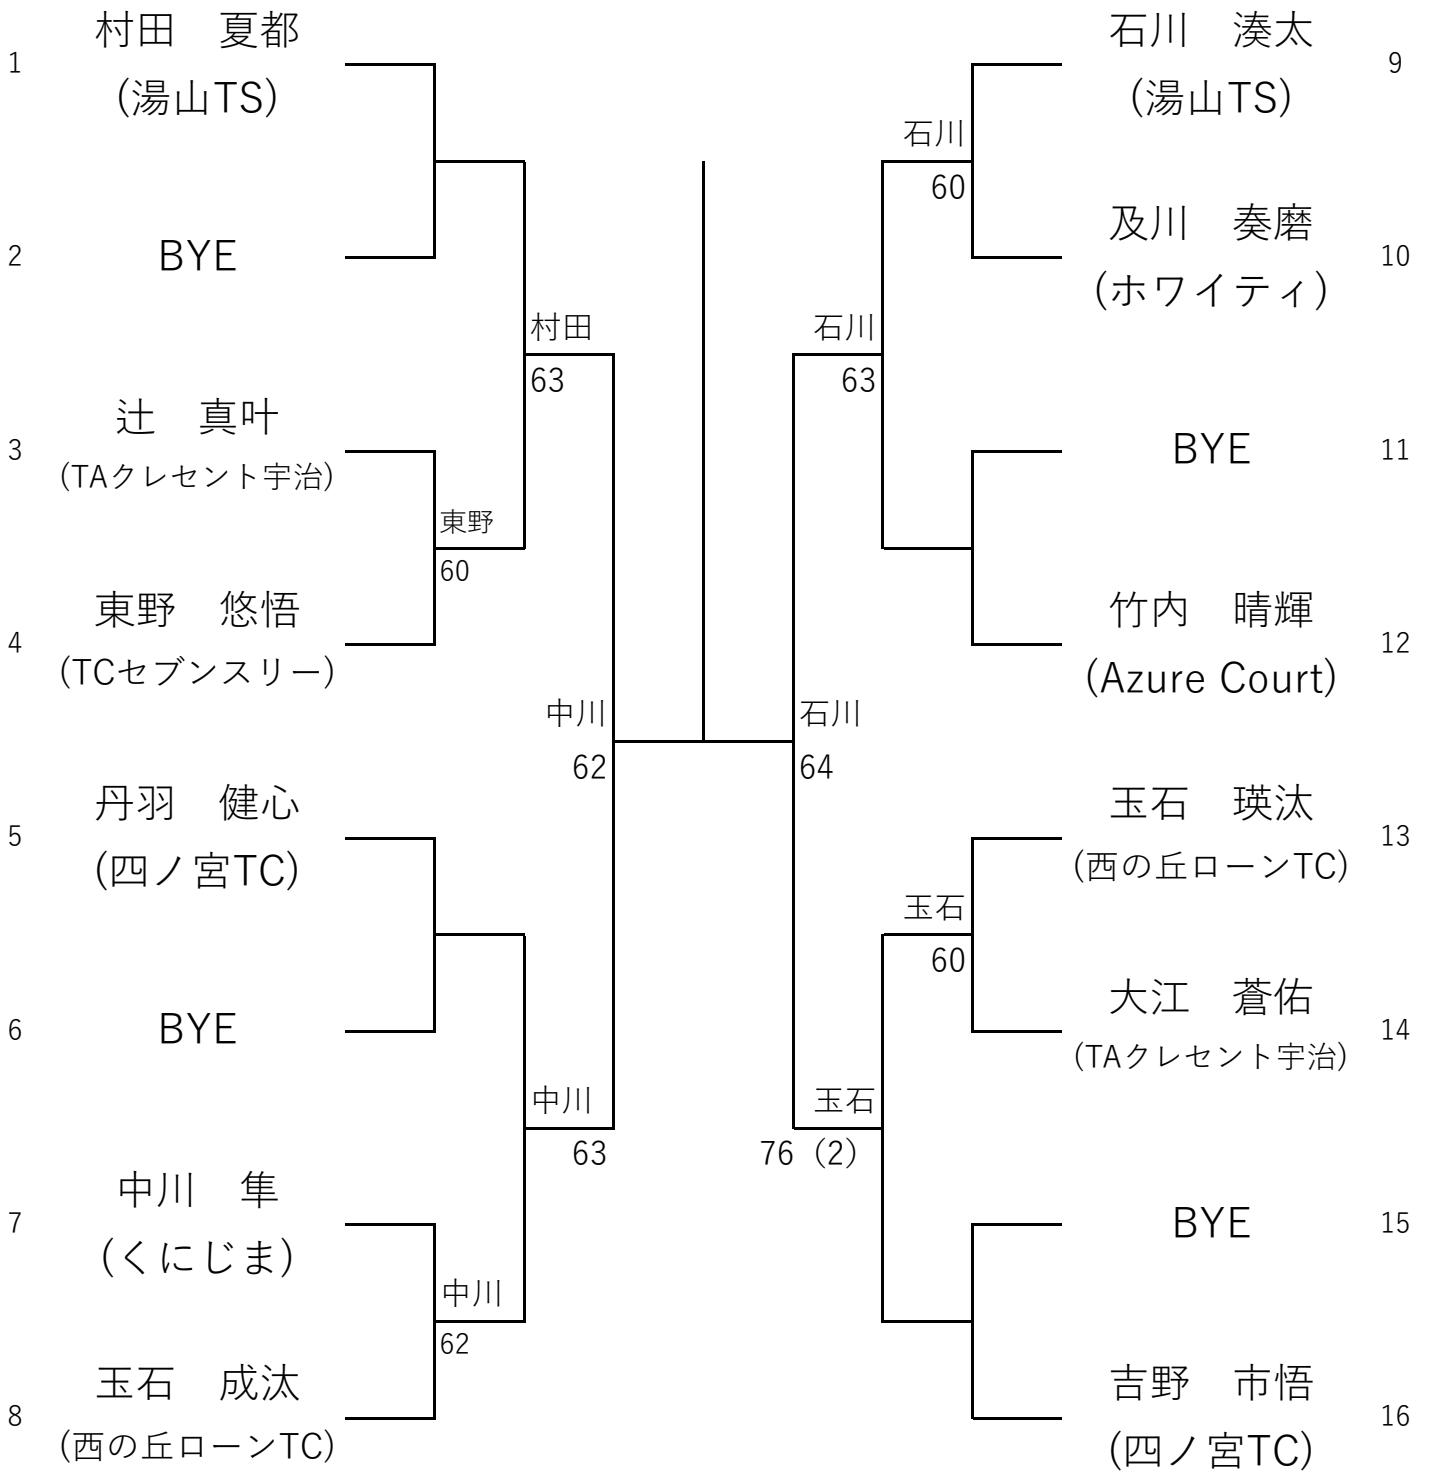 1
村田　夏都
(湯山TS)
2
BYE
村田
63
3
辻　真叶
(TAクレセント宇治)
東野
60
4
東野　悠悟
(TCセブンスリー)
中川
62
5
丹羽　健心
(四ノ宮TC)
6
BYE
中川
63
7
中川　隼
(くにじま)
中川
62
8
玉石　成汰
(西の丘ローンTC)
石川　湊太
(湯山TS)
9
石川
60
及川　奏磨
(ホワイティ)
10
石川
63
BYE
11
竹内　晴輝
(Azure Court)
12
石川
64
玉石　瑛汰
(西の丘ローンTC)
13
玉石
60
大江　蒼佑
(TAクレセント宇治)
14
玉石
76（2）
BYE
15
吉野　市悟
(四ノ宮TC)
16